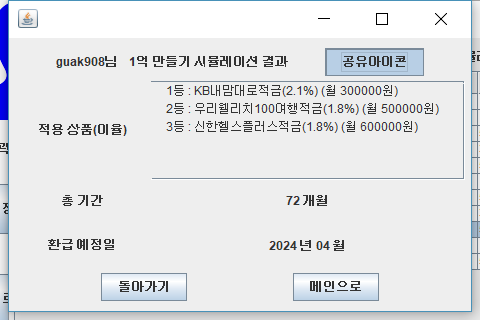 guak908님 1억 만들기 시뮬레이션 결과 공유아이콘
1등 : KB내맘대로적금(2.1%) (월 300000원)
2등 : 우리웰리치100여행적금(1.8%) (월 500000원)
3등 : 신한헬스플러스적금(1.8%) (월 600000원)
적용 상품(이율)
총 기간 72 개월
환급 예정일 2024 년 04 월
돌아가기 메인으로